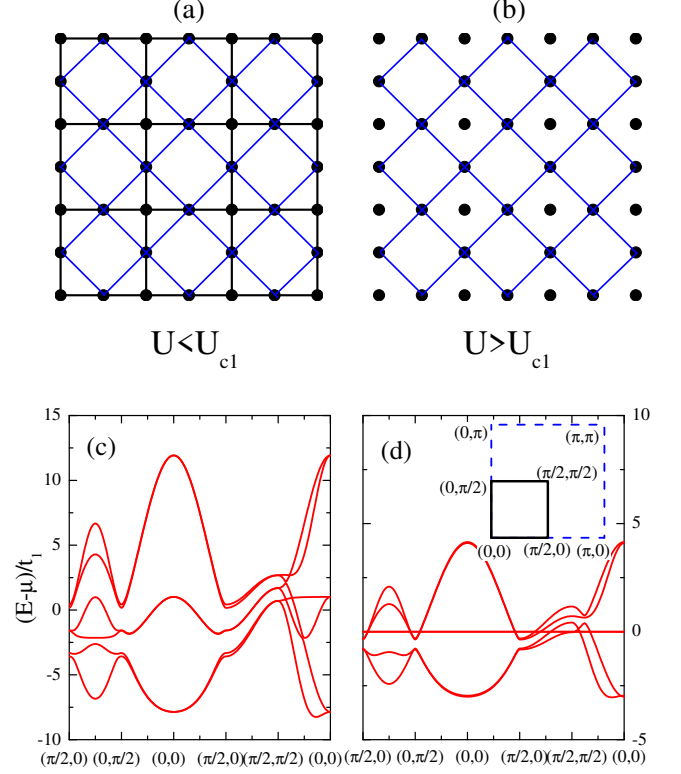 (a) (b)
U<U_c1 U>U_c1
15 10
(c) (d)
(0,π) (π,π)
10
(π/2,π/2)
(0,π/2)
5 5
(0,0) (π/2,0) (π,0)
(E-μ)/t_1
0 0
-5
-10 -5
(π/2,0) (0,π/2) (0,0) (π/2,0) (π/2,π/2) (0,0) (π/2,0) (0,π/2) (0,0) (π/2,0) (π/2,π/2) (0,0)